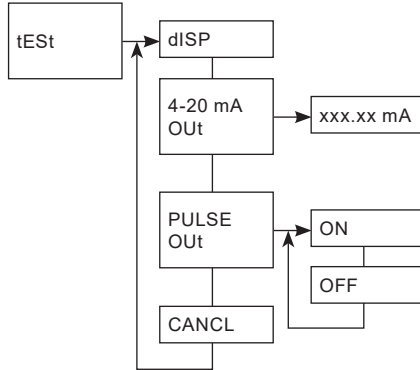 tESt
dISP
4-20 mA
OUt
xxx.xx mA
PULSE
OUt
ON
OFF
CANCL